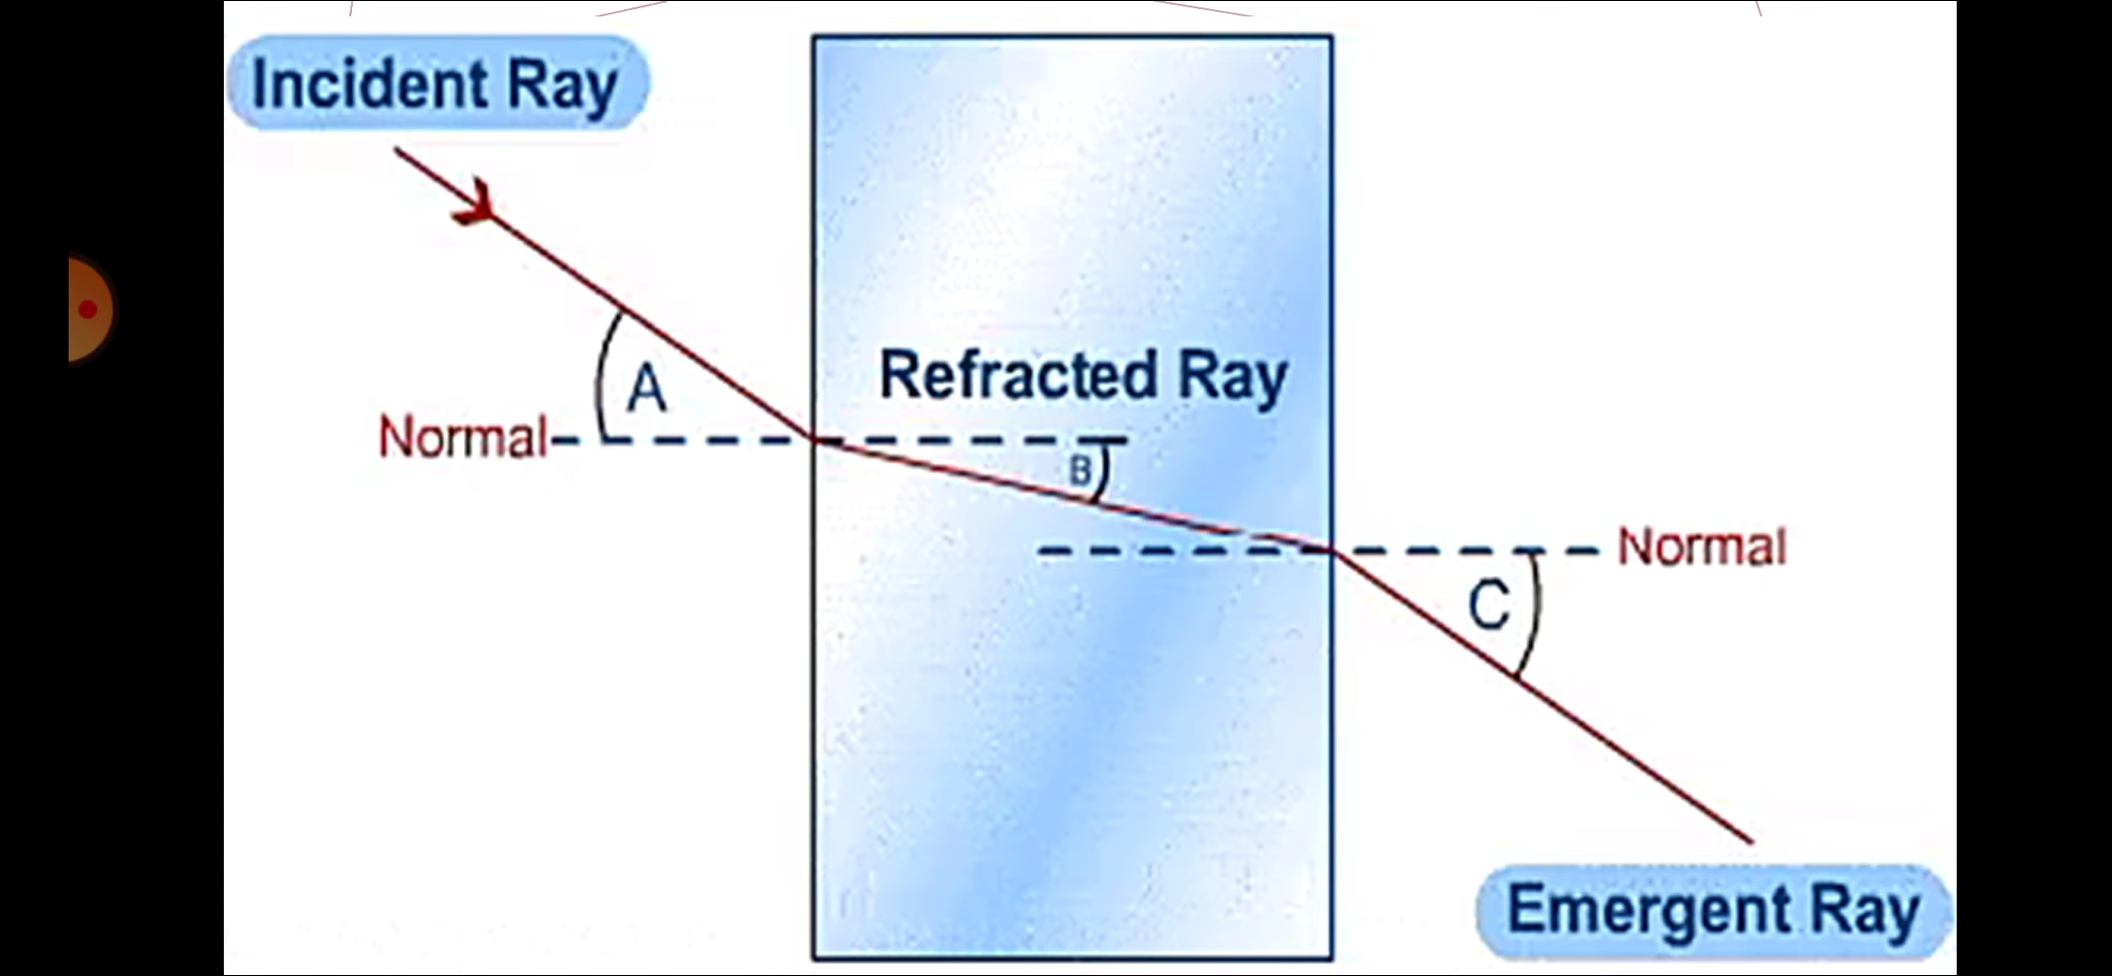 Incident Ray
Refracted Ray
A
Normal
B
Normal
C
Emergent Ray